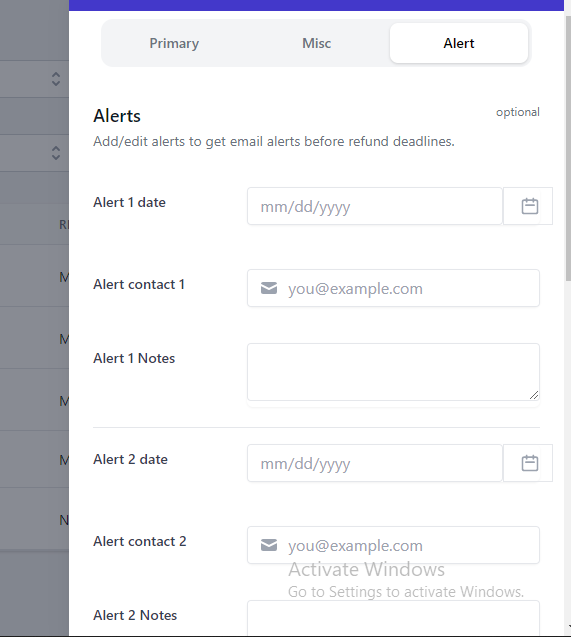 Primary
Misc
Alert
Alerts
optional
Add/edit alerts to get email alerts before refund deadlines.
Alert 1 date
mm/dd/yyyy
Alert contact 1
you@example.com
Alert 1 Notes
Alert 2 date
mm/dd/yyyy
Alert contact 2
you@example.com
Activate Windows
Go to Settings to activate Windows.
Alert 2 Notes
M
M
M
M